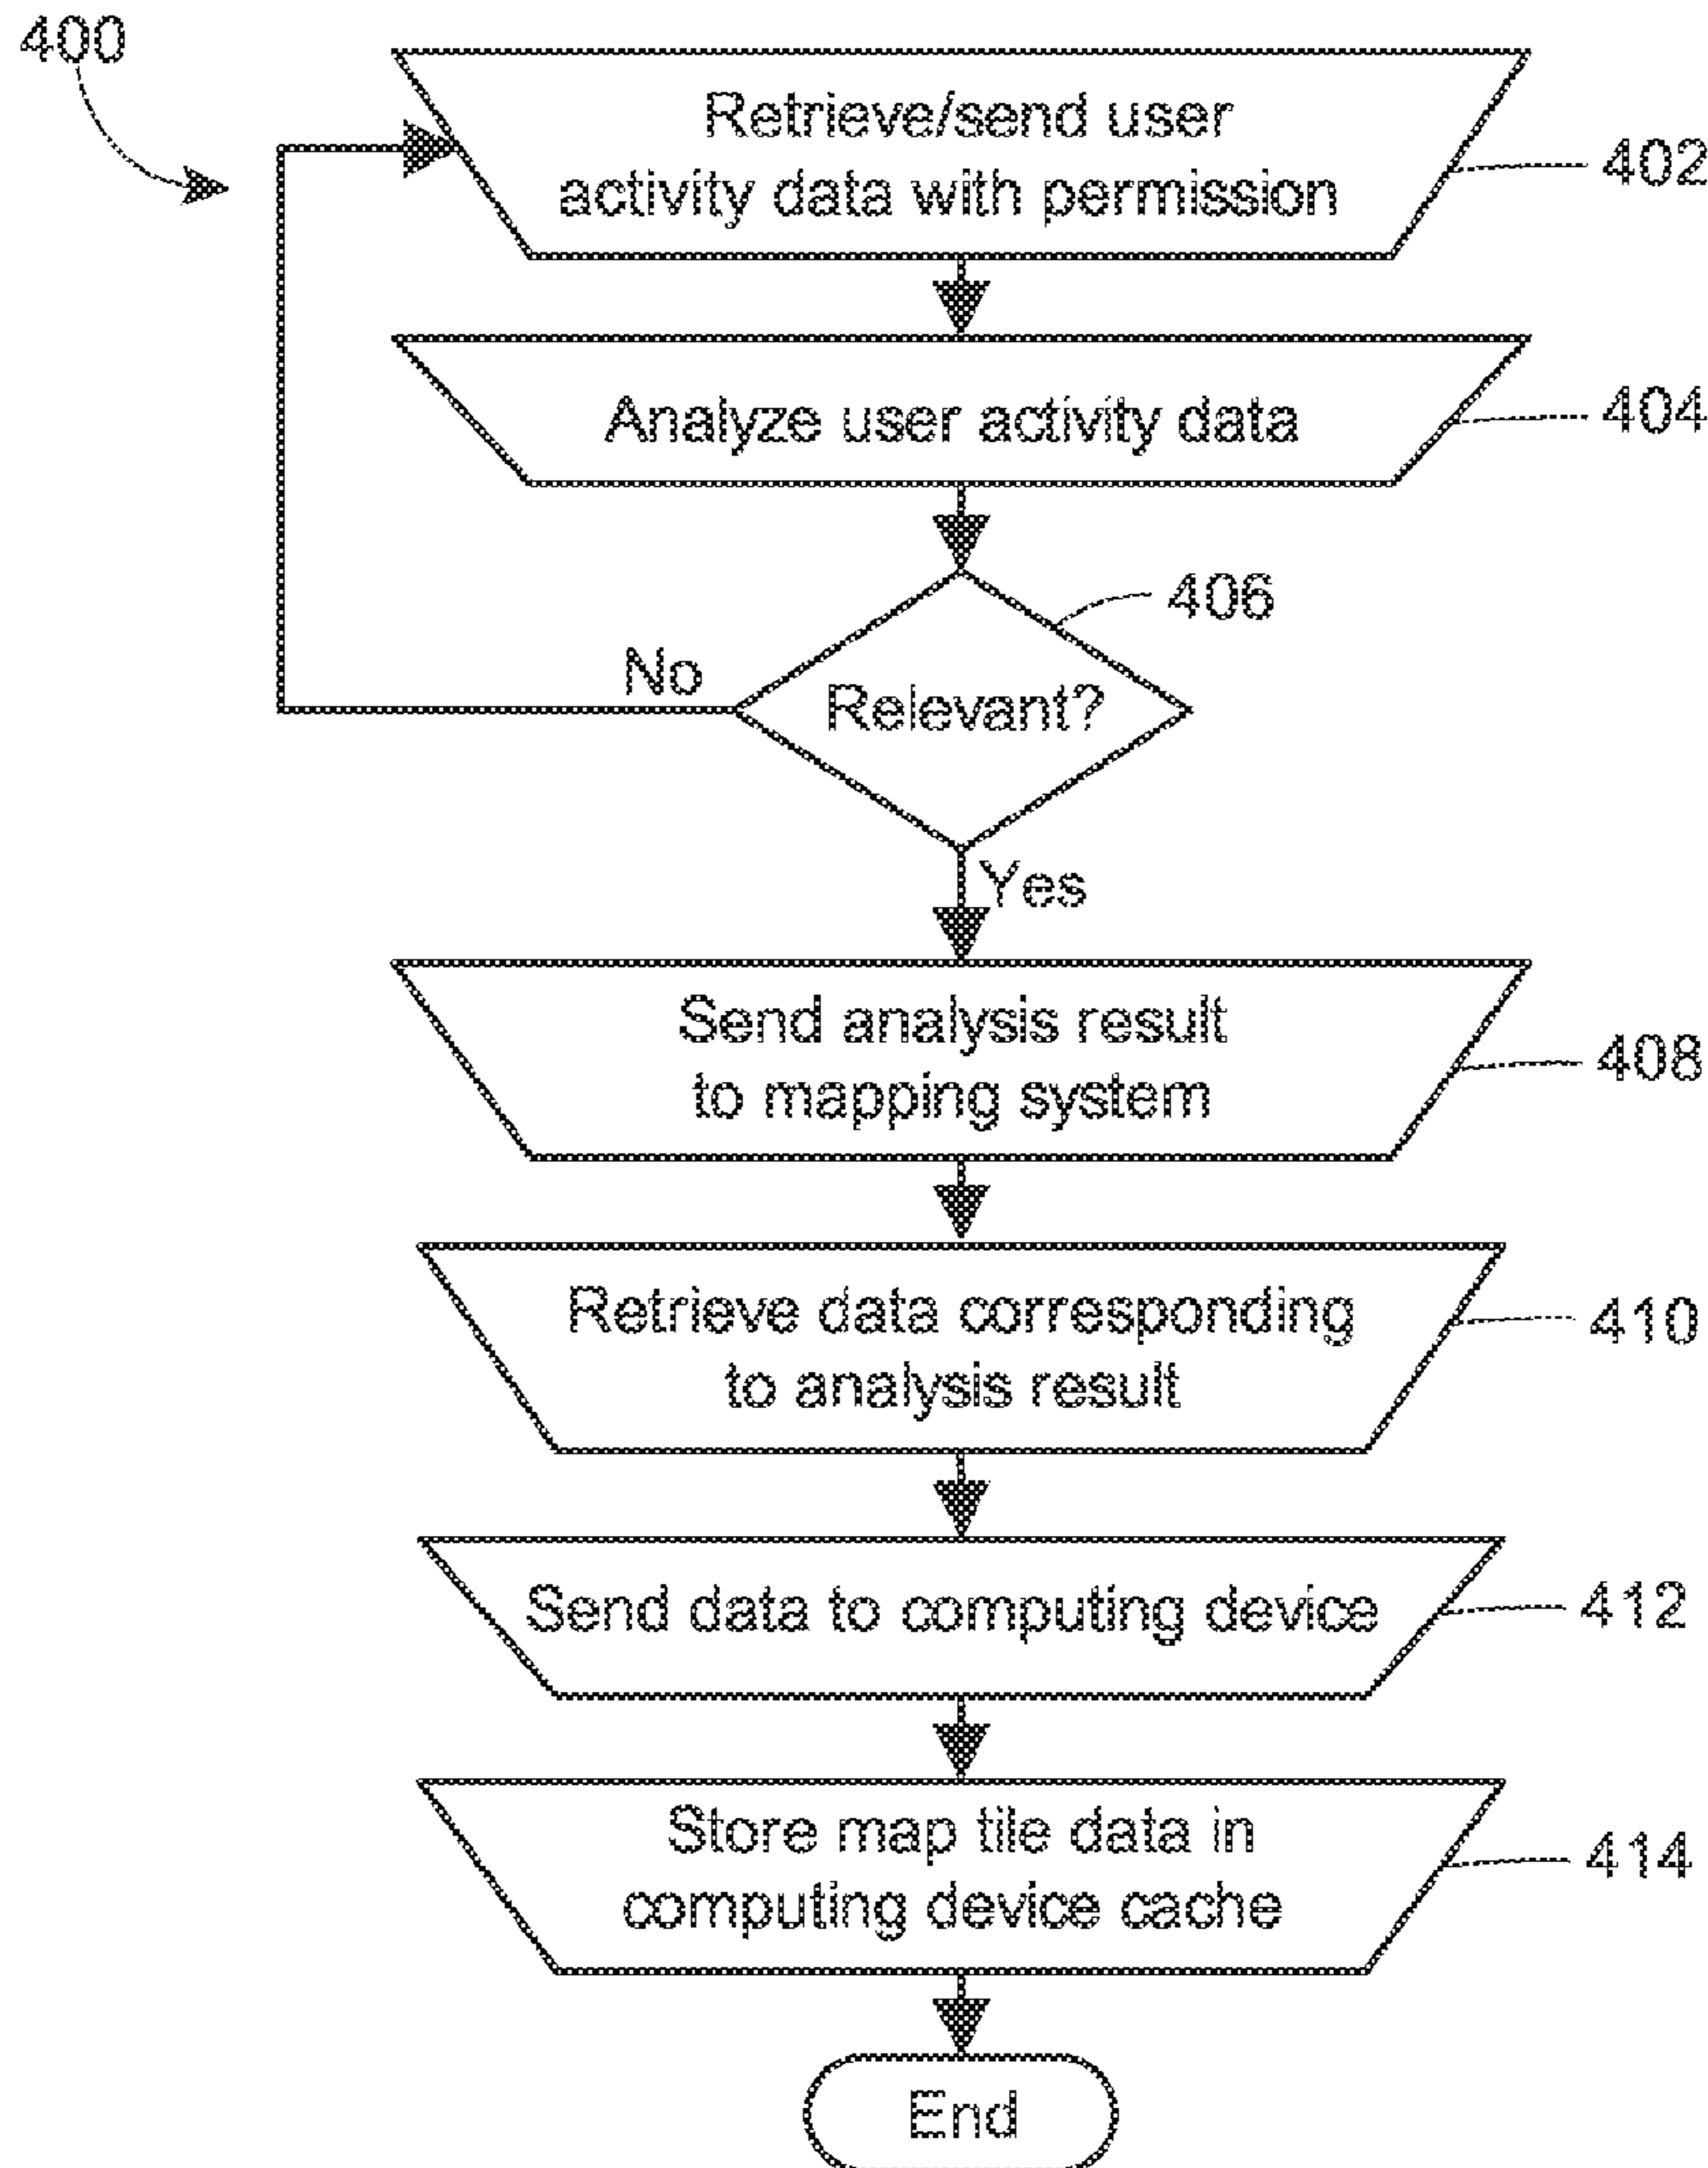 400
Retrieve/send user
activity data with permission
402
Analyze user activity data
404
406
No
Relevant?
Yes
Send analysis result
to mapping system
408
Retrieve data corresponding
to analysis result
410
Send data to computing device
412
Store map tile data in
computing device cache
414
End